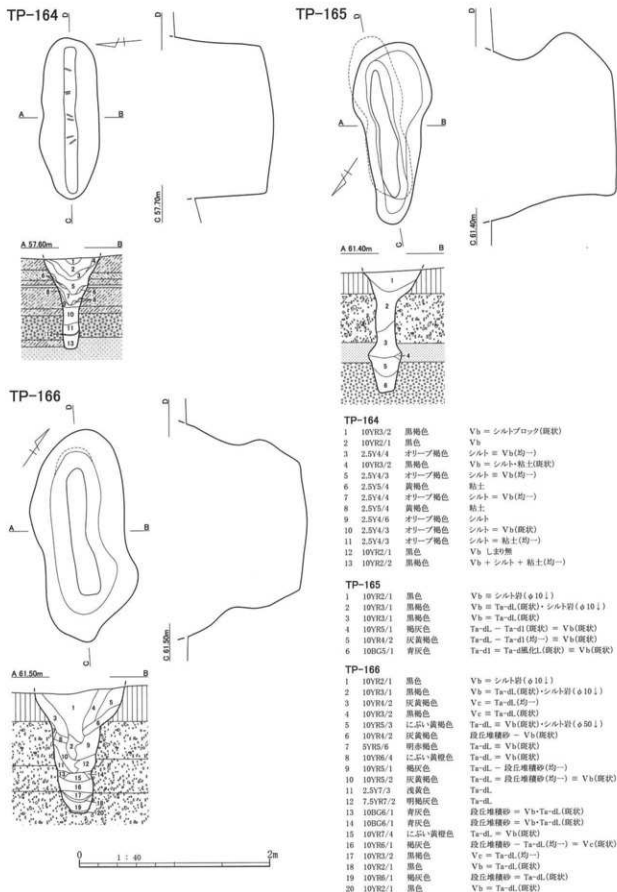 TP-164
D
A
B
C
C 57.70m
D
A 57.60m
B
TP-165
D
A
B
C
C 61.40m
D
A 61.40m
B
TP-166
D
A
B
C
C 61.50m
D
A 61.50m
B
0
1 : 40
2m
TP-164
1 10YR3/2 黒褐色 Vb = シルトブロック(斑状)
2 10YR2/1 黒色 Vb
3 2.5Y4/4 オリーブ褐色 シルト ≡ Vb(均一)
4 10YR3/2 黒褐色 Vb = シルト・粘土(斑状)
5 2.5Y4/3 オリーブ褐色 シルト ≡ Vb(均一)
6 2.5Y5/4 黄褐色 粘土
7 2.5Y4/4 オリーブ褐色 シルト = Vb(均一)
8 2.5Y5/4 黄褐色 粘土
9 2.5Y4/6 オリーブ褐色 シルト
10 2.5Y4/3 オリーブ褐色 シルト = Vb(斑状)
11 2.5Y4/3 オリーブ褐色 シルト = 粘土(均一)
12 10YR2/1 黒色 Vb しまり無
13 10YR2/2 黒褐色 Vb + シルト + 粘土(均一)
TP-165
1 10YR2/1 黒色 Vb ≡ シルト岩(φ10↓)
2 10YR3/1 黒褐色 Vb ≡ Ta-dL(斑状)・シルト岩(φ10↓)
3 10YR3/1 黒褐色 Vb = Ta-dL(斑状)
4 10YR5/1 褐灰色 Ta-dL − Ta-d1(斑状) = Vb(斑状)
5 10YR4/2 灰黄褐色 Ta-dL − Ta-d1(均一) ≡ Vb(斑状)
6 10BG5/1 青灰色 Ta-d1 = Ta-d風化L(斑状) ≡ Vb(斑状)
TP-166
1 10YR2/1 黒色 Vb = シルト岩(φ10↓)
2 10YR3/1 黒褐色 Vb = Ta-dL(斑状)・シルト岩(φ10↓)
3 10YR4/2 灰黄褐色 Vc = Ta-dL(均一)
4 10YR3/2 黒褐色 Vc ≡ Ta-dL(斑状)
5 10YR5/3 にぶい黄褐色 Ta-dL ≡ Vb(斑状)・シルト岩(φ50↓)
6 10YR4/2 灰黄褐色 段丘堆積砂 − Vb(斑状)
7 5YR5/6 明赤褐色 Ta-dL ≡ Vb(斑状)
8 10YR6/4 にぶい黄橙色 Ta-dL = Vb(斑状)
9 10YR5/1 褐灰色 Ta-dL − 段丘堆積砂(均一)
10 10YR5/2 灰黄褐色 Ta-dL = 段丘堆積砂(均一) ≡ Vb(斑状)
11 2.5Y7/3 浅黄色 Ta-dL
12 7.5YR7/2 明褐灰色 Ta-dL
13 10BG6/1 青灰色 段丘堆積砂 = Vb・Ta-dL(斑状)
14 10BG6/1 青灰色 段丘堆積砂 = Vb・Ta-dL(斑状)
15 10YR7/4 にぶい黄橙色 Ta-dL = Vb(斑状)
16 10YR6/1 褐灰色 段丘堆積砂 − Ta-dL(均一) = Vc(斑状)
17 10YR3/2 黒褐色 Vc = Ta-dL(均一)
18 10YR2/1 黒色 Vb = Ta-dL(斑状)
19 10YR6/1 褐灰色 段丘堆積砂 = Ta-dL(斑状)
20 10YR2/1 黒色 Vb = Ta-dL(斑状)